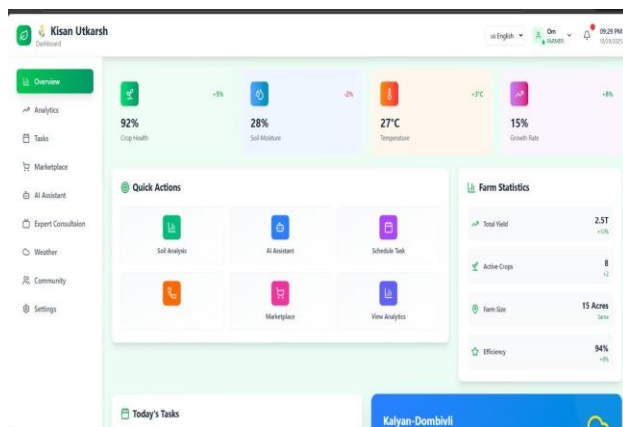 Kisan Utkarsh
Dashboard
us English
Om
FARMER
09:29 PM
10/29/2025
Overview
Analytics
Tasks
Marketplace
AI Assistant
Expert Consultaion
Weather
Community
Settings
+5%
92%
Crop Health
-2%
28%
Soil Moisture
+3°C
27°C
Temperature
+8%
15%
Growth Rate
Quick Actions
Soil Analysis
AI Assistant
Schedule Task
Marketplace
View Analytics
Farm Statistics
Total Yield
2.5T
+12%
Active Crops
8
+2
Farm Size
15 Acres
Same
Efficiency
94%
+8%
Today's Tasks
Kalyan-Dombivli